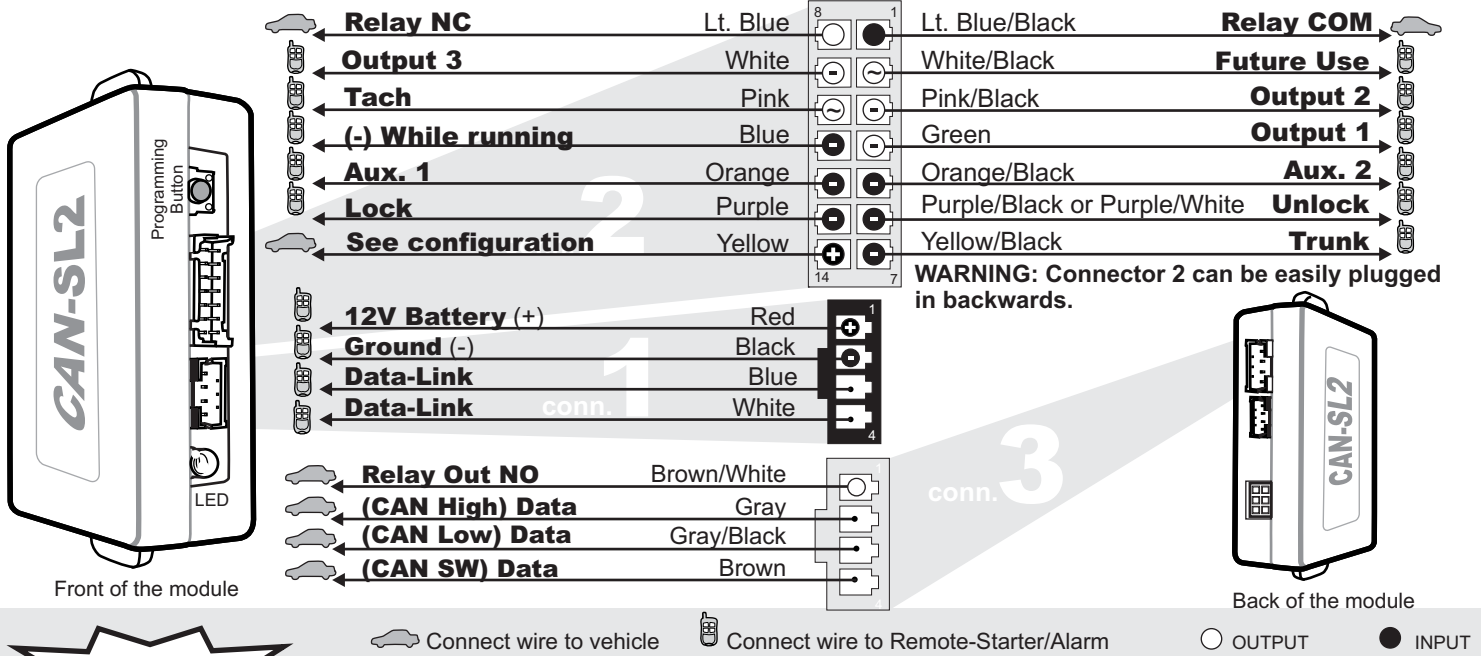 8 1
Relay NC Lt. Blue Lt. Blue/Black Relay COM
Output 3 White White/Black Future Use
Tach Pink Pink/Black Output 2
(-) While running Blue Green Output 1
Aux. 1 Orange Orange/Black Aux. 2
Lock Purple Purple/Black or Purple/White Unlock
See configuration Yellow Yellow/Black Trunk
14 7
2
WARNING: Connector 2 can be easily plugged
in backwards.
Programming
Button
CAN-SL2
LED
Front of the module
1
12V Battery (+) Red
Ground (-) Black
Data-Link Blue
Data-Link White
4
conn. 1
1
Relay Out NO Brown/White
(CAN High) Data Gray
(CAN Low) Data Gray/Black
(CAN SW) Data Brown
4
conn. 3
CAN-SL2
Back of the module
Connect wire to vehicle Connect wire to Remote-Starter/Alarm OUTPUT INPUT